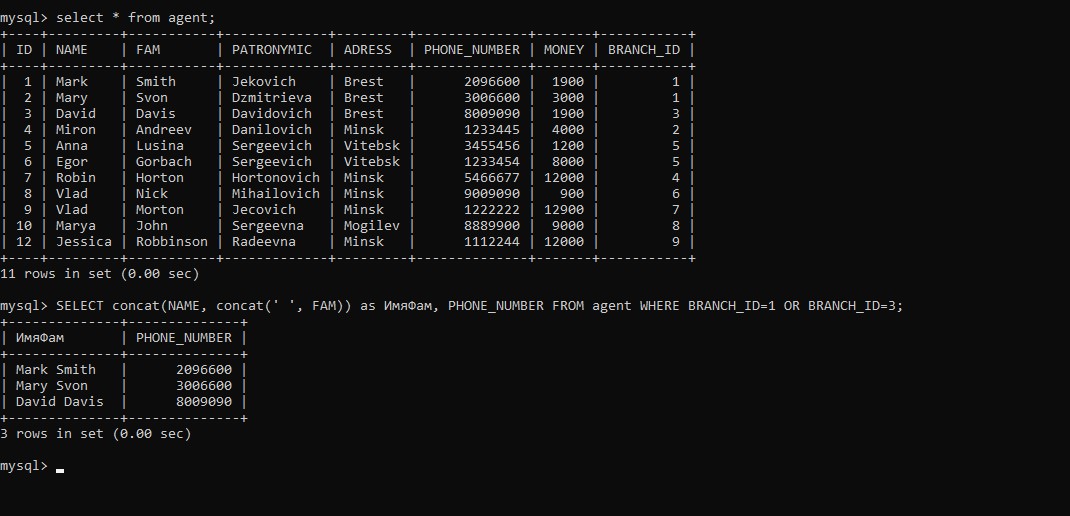 mysql> select * from agent;
+----+---------+-----------+-------------+---------+--------------+-------+-----------+
| ID | NAME    | FAM       | PATRONYMIC  | ADRESS  | PHONE_NUMBER | MONEY | BRANCH_ID |
+----+---------+-----------+-------------+---------+--------------+-------+-----------+
|  1 | Mark    | Smith     | Jekovich    | Brest   |      2096600 |  1900 |         1 |
|  2 | Mary    | Svon      | Dzmitrieva  | Brest   |      3006600 |  3000 |         1 |
|  3 | David   | Davis     | Davidovich  | Brest   |      8009090 |  1900 |         3 |
|  4 | Miron   | Andreev   | Danilovich  | Minsk   |      1233445 |  4000 |         2 |
|  5 | Anna    | Lusina    | Sergeevich  | Vitebsk |      3455456 |  1200 |         5 |
|  6 | Egor    | Gorbach   | Sergeevich  | Vitebsk |      1233454 |  8000 |         5 |
|  7 | Robin   | Horton    | Hortonovich | Minsk   |      5466677 | 12000 |         4 |
|  8 | Vlad    | Nick      | Mihailovich | Minsk   |      9009090 |   900 |         6 |
|  9 | Vlad    | Morton    | Jecovich    | Minsk   |      1222222 | 12900 |         7 |
| 10 | Marya   | John      | Sergeevna   | Mogilev |      8889900 |  9000 |         8 |
| 12 | Jessica | Robbinson | Radeevna    | Minsk   |      1112244 | 12000 |         9 |
+----+---------+-----------+-------------+---------+--------------+-------+-----------+
11 rows in set (0.00 sec)
mysql> SELECT concat(NAME, concat(' ', FAM)) as ИмяФам, PHONE_NUMBER FROM agent WHERE BRANCH_ID=1 OR BRANCH_ID=3;
+--------------+--------------+
| ИмяФам       | PHONE_NUMBER |
+--------------+--------------+
| Mark Smith   |      2096600 |
| Mary Svon    |      3006600 |
| David Davis  |      8009090 |
+--------------+--------------+
3 rows in set (0.00 sec)
mysql>